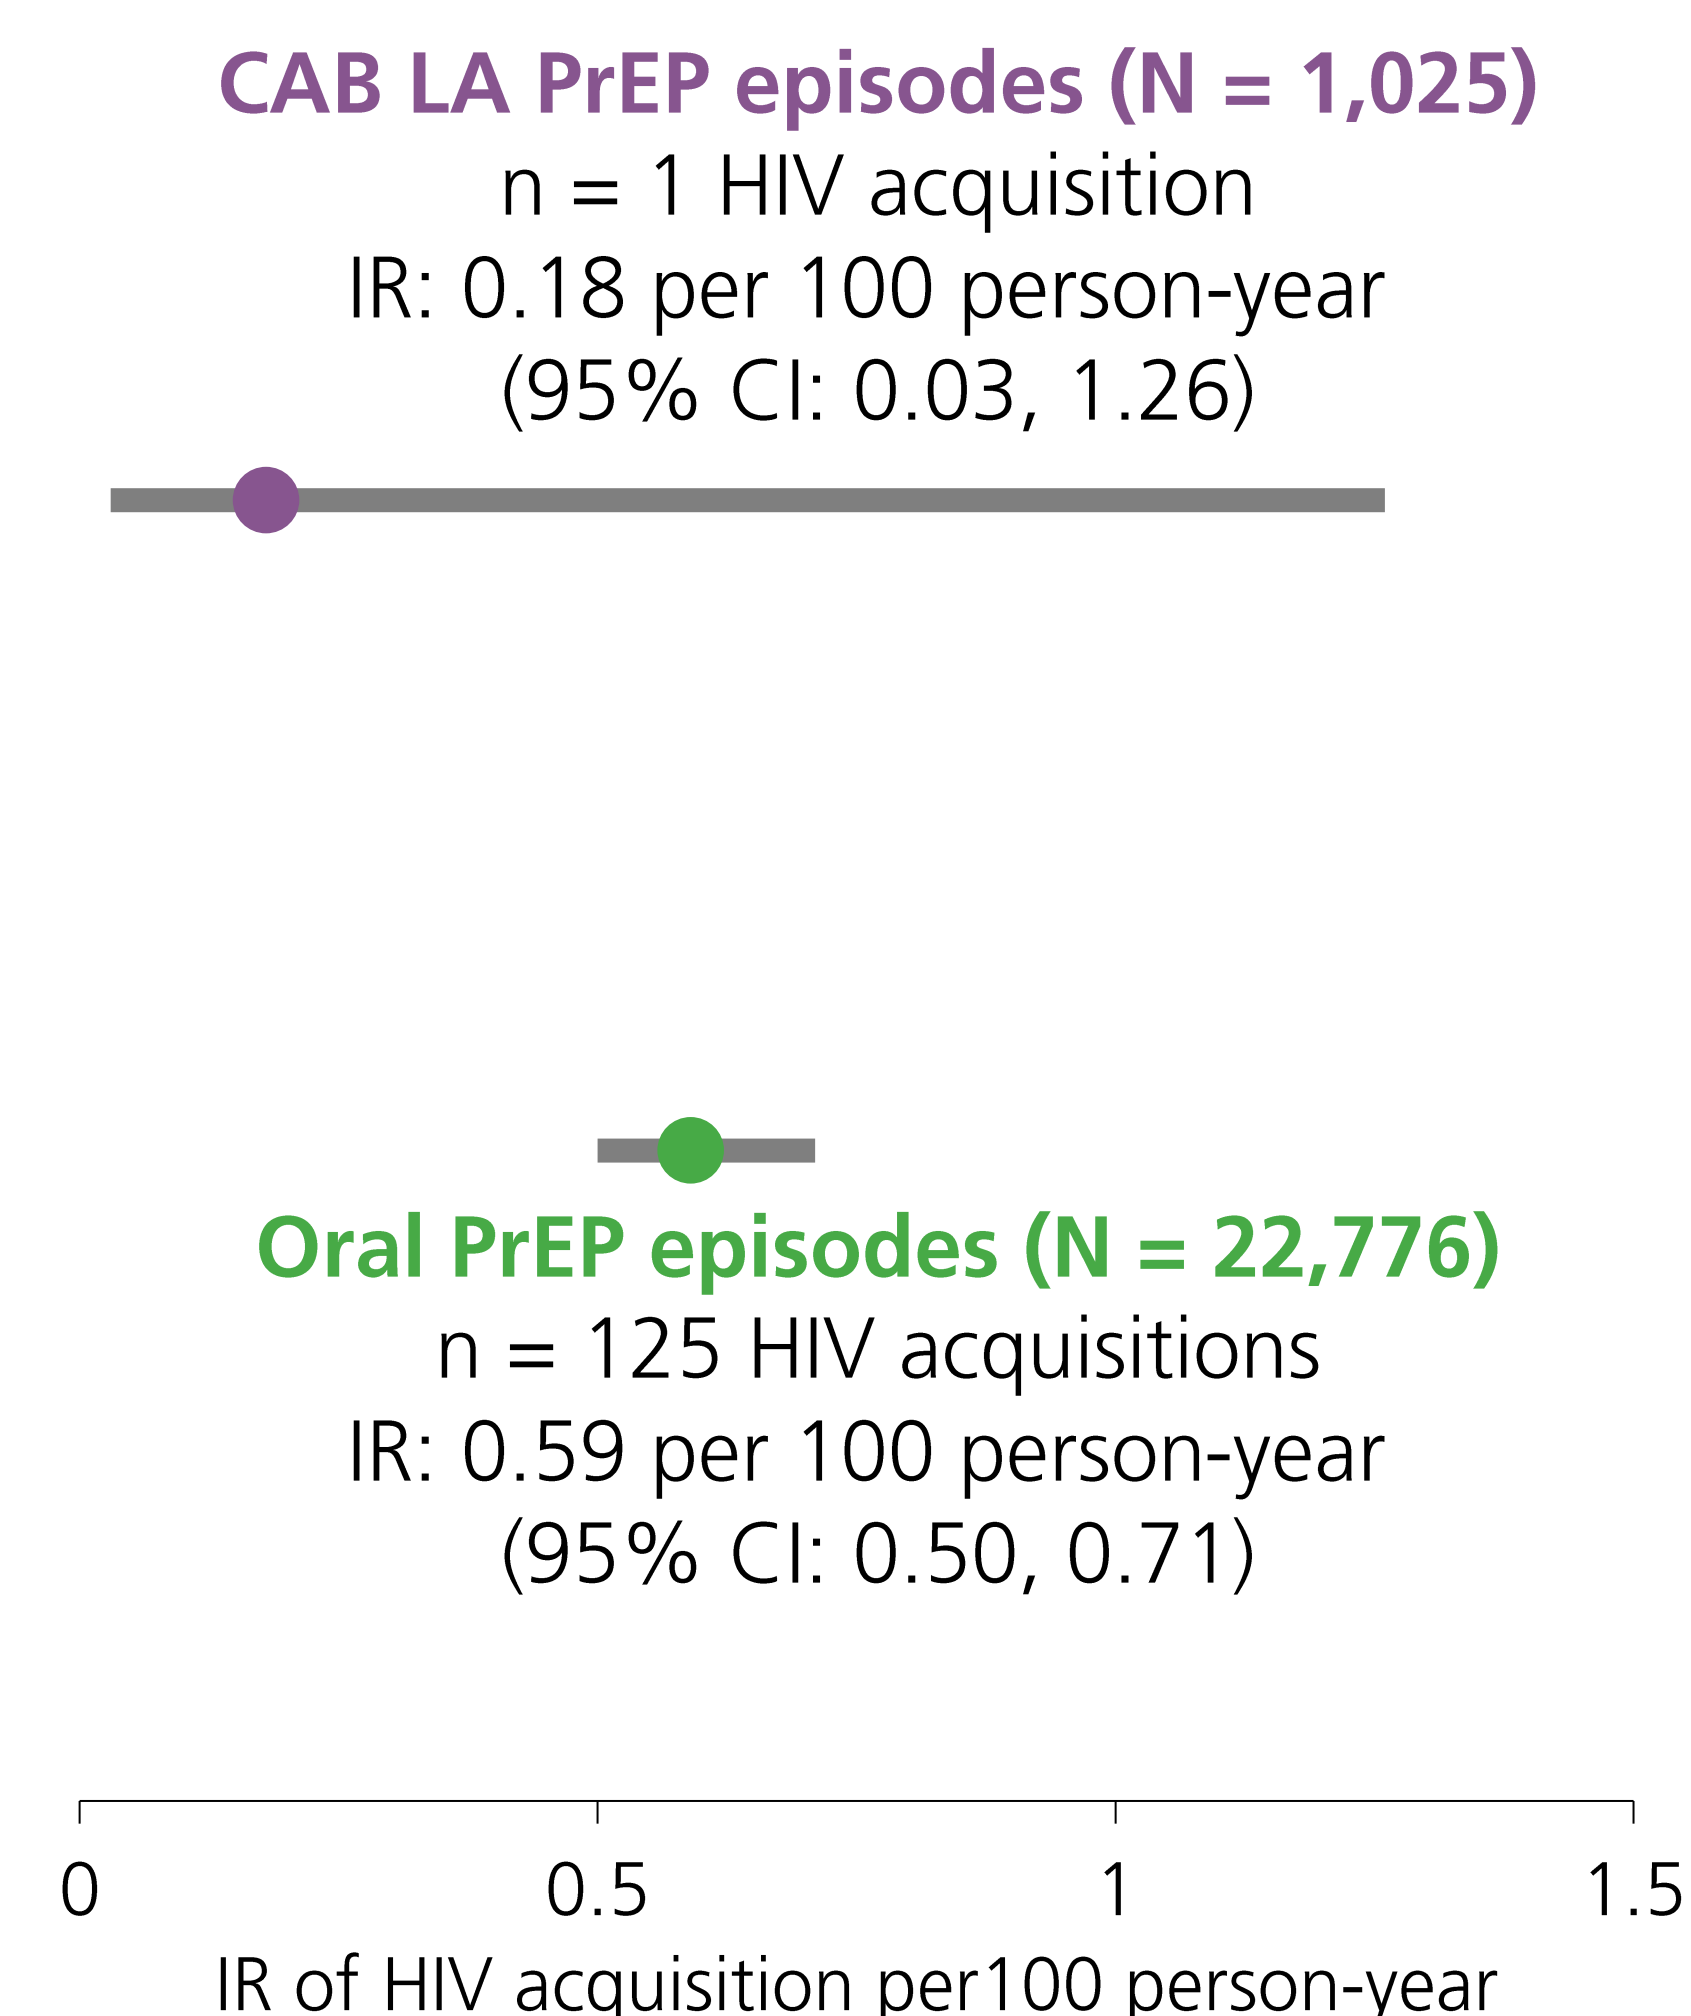 CAB LA PrEP episodes (N = 1,025)
n = 1 HIV acquisition
IR: 0.18 per 100 person-year
(95% CI: 0.03, 1.26)
Oral PrEP episodes (N = 22,776)
n = 125 HIV acquisitions
IR: 0.59 per 100 person-year
(95% CI: 0.50, 0.71)
0 0.5 1 1.5
IR of HIV acquisition per100 person-year